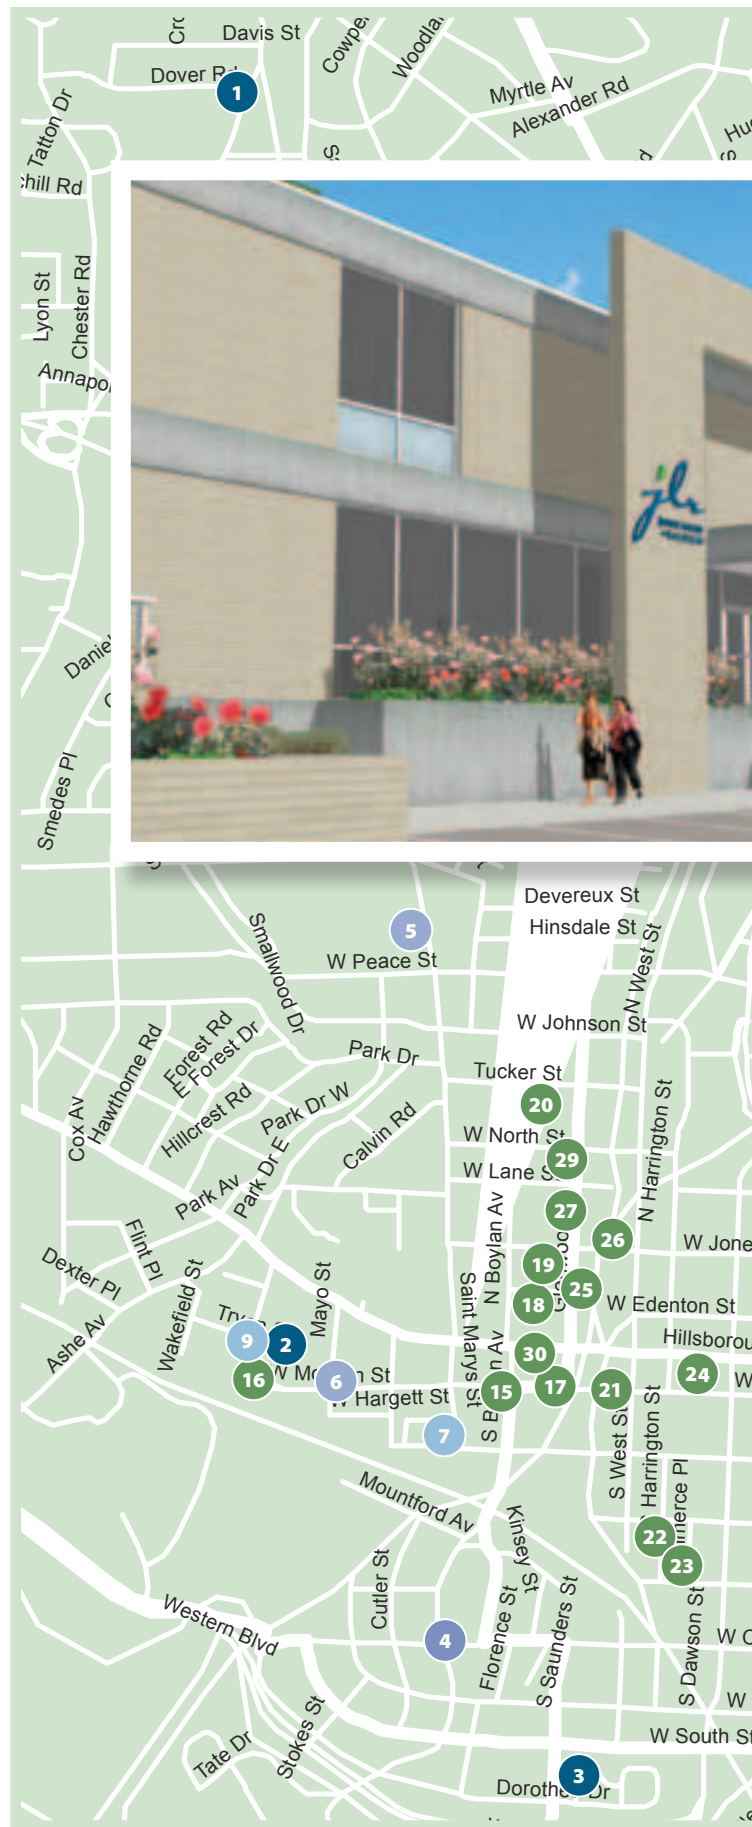 Davis St
Dover Rd
1
Myrtle Av
Alexander Rd
Tatton Dr
Lyon St
Chester Rd
jlr
Smedes Pl
Devereux St
Hinsdale St
5
W Peace St
N West St
Smallwood Dr
W Johnson St
Forest Rd
E Forest Dr
Hawthorne Rd
Park Dr
Tucker St
Cox Av
Hillcrest Rd
Park Dr W
20
Calvin Rd
W North St
29
W Lane S
N Harrington St
Park Av
Park Dr E
27
N Boylan Av
26
W Jone
Flint Pl
19
Dexter Pl
25
18
W Edenton St
Wakefield St
Mayo St
Saint Marys St
Ashe Av
9
2
Hillsborou
30
16
6
W Hargett St
15
17
21
24
W
7
S West St
Harrington St
Mountford Av
Kinsey St
22
23
Cutler St
Western Blvd
4
Florence St
S Saunders St
S Dawson St
W
W
Stokes St
W South St
Tate Dr
3
Dr